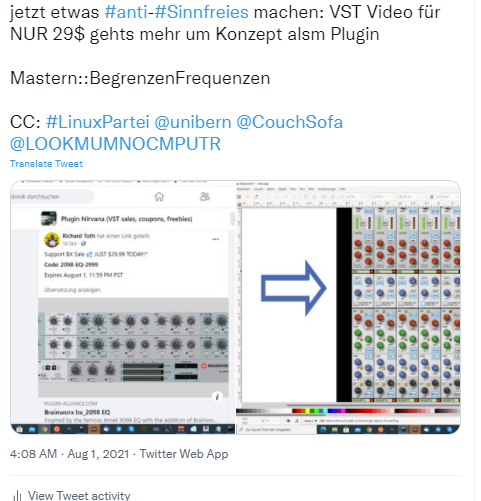 jetzt etwas #anti-#Sinnfreies machen: VST Video für
NUR 29$ gehts mehr um Konzept alsm Plugin
Mastern::BegrenzenFrequenzen
CC: #LinuxPartei @unibern @CouchSofa
@LOOKMUMNOCMPUTR
Translate Tweet
ebook durchsuchen
Plugin Nirvana (VST sales, coupons, freebies)
Richard Toth hat einen Link geteilt.
Support BX Sale JUST $29.99 TODAY!*
Code: 2098-EQ-2999
Expires August 1, 11:59 PM PST
Übersetzung anzeigen
PLUGIN-ALLIANCE.COM
Brainworx bx_2098 EQ
Inspired by the famous Amek 9098 EQ with the addition of Brainwo...
4:08 AM · Aug 1, 2021 · Twitter Web App
View Tweet activity